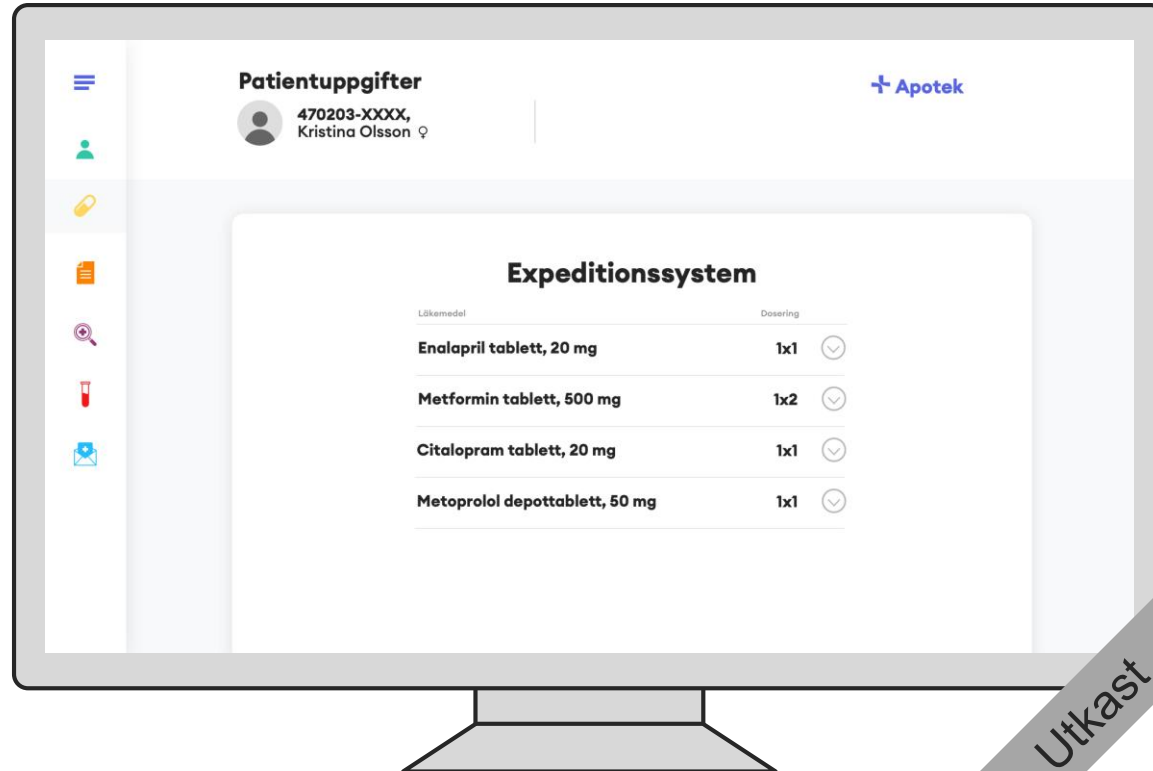 Patientuppgifter
470203-XXXX,
Kristina Olsson ♀
Apotek
Expeditionssystem
Läkemedel Dosering
Enalapril tablett, 20 mg 1x1
Metformin tablett, 500 mg 1x2
Citalopram tablett, 20 mg 1x1
Metoprolol depottablett, 50 mg 1x1
Utkast